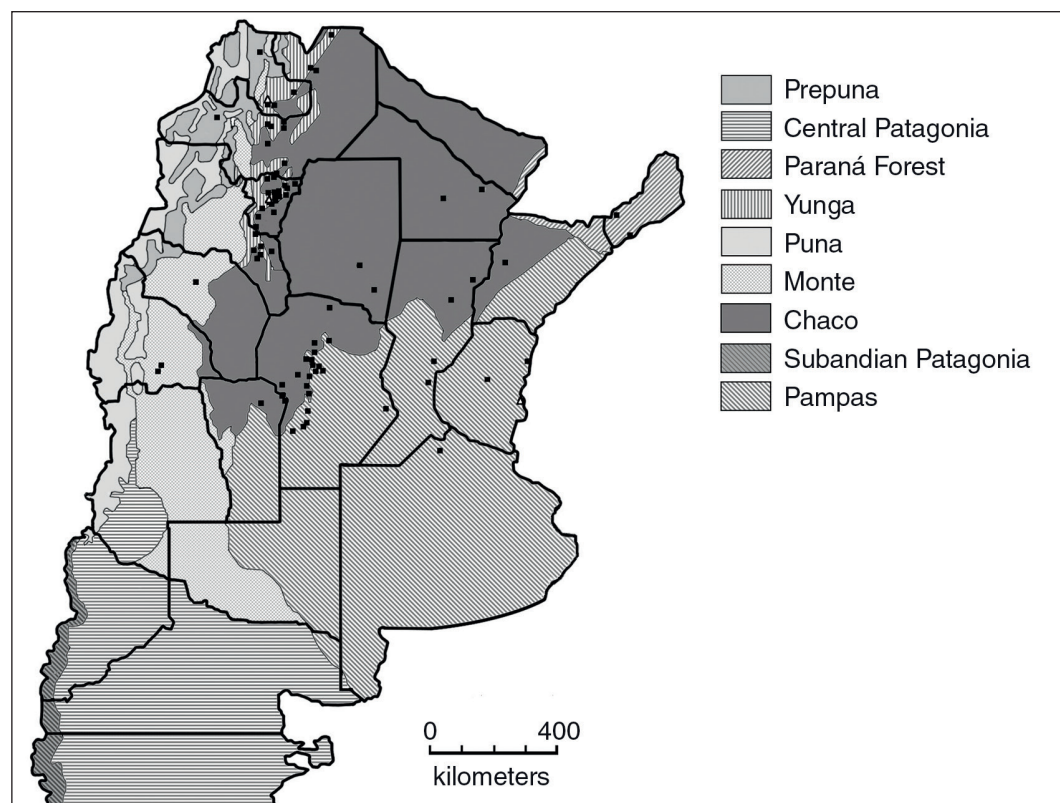 Prepuna
Central Patagonia
Paraná Forest
Yunga
Puna
Monte
Chaco
Subandian Patagonia
Pampas
0 400
kilometers